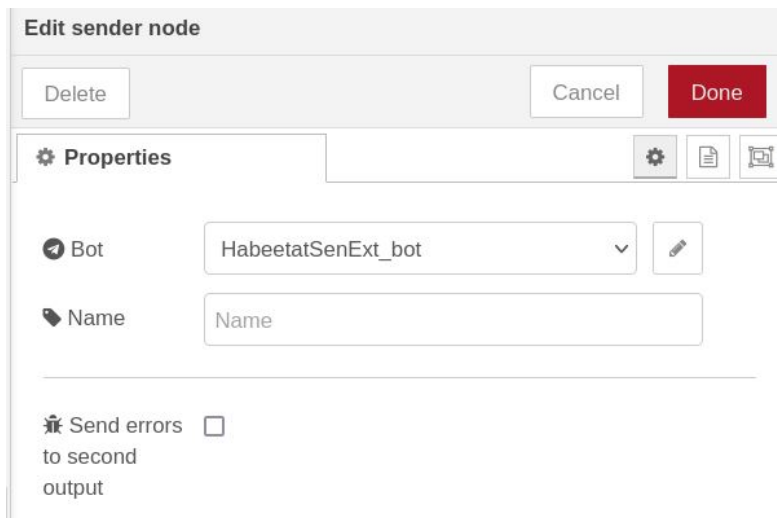 Edit sender node
Delete
Cancel
Done
Properties
Bot
HabeetatSenExt_bot
Name
Name
Send errors
to second
output